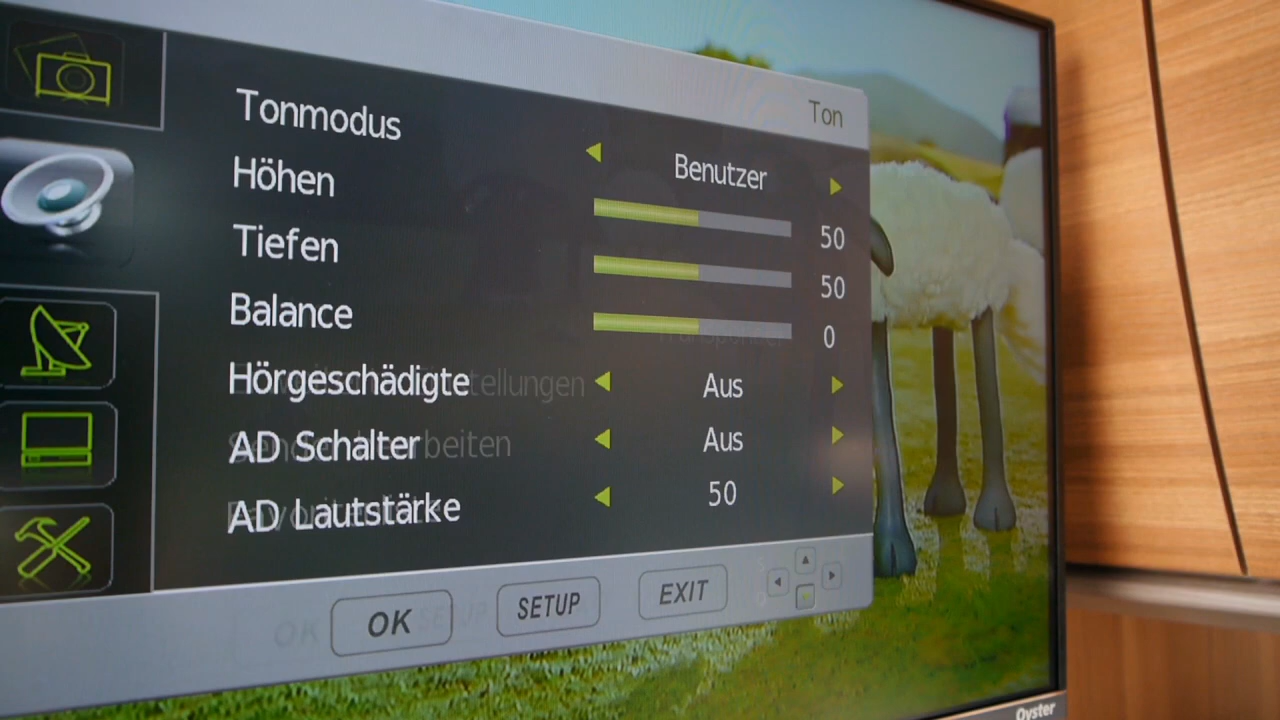 Ton
Tonmodus
Benutzer
Höhen
50
Tiefen
50
Balance
0
Hörgeschädigte
Aus
AD Schalter
Aus
AD Lautstärke
50
OK
SETUP
EXIT
Oyster